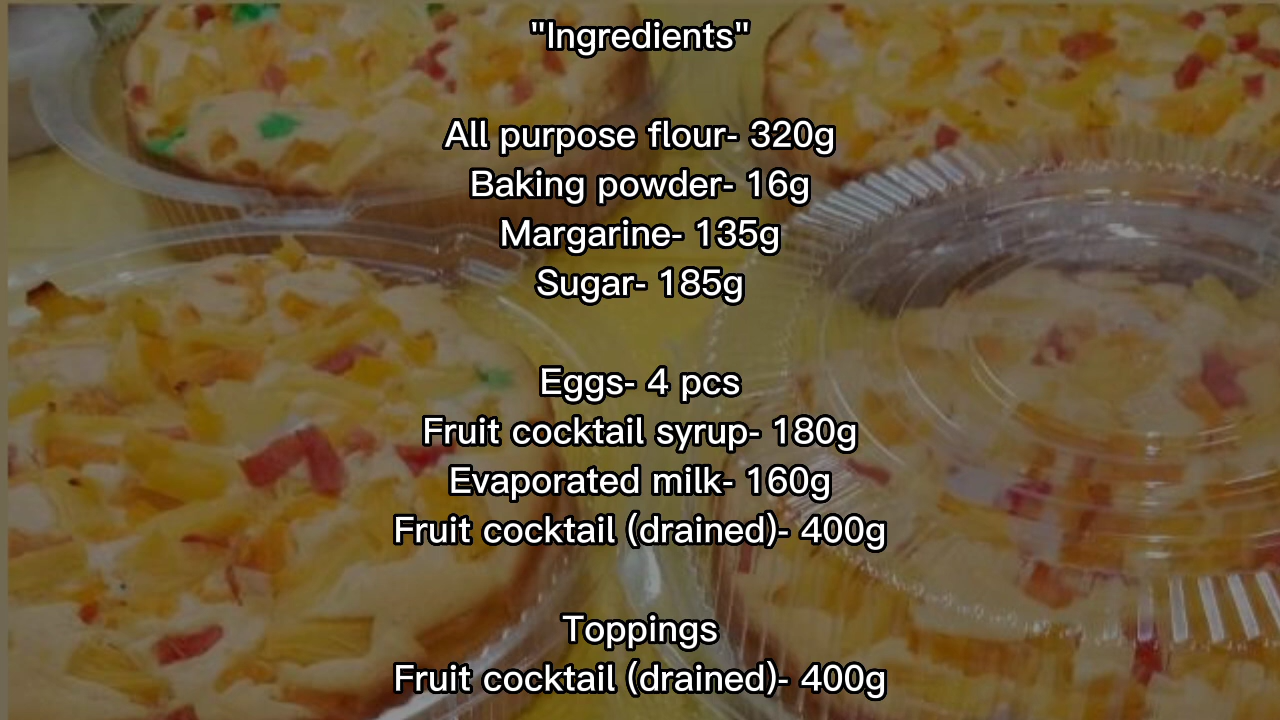 "Ingredients"
All purpose flour- 320g
Baking powder- 16g
Margarine- 135g
Sugar- 185g
Eggs- 4 pcs
Fruit cocktail syrup- 180g
Evaporated milk- 160g
Fruit cocktail (drained)- 400g
Toppings
Fruit cocktail (drained)- 400g